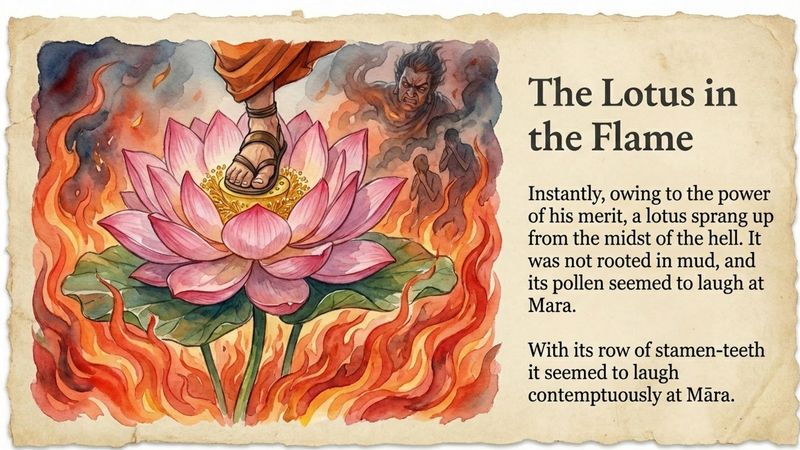 The Lotus in
the Flame
Instantly, owing to the power
of his merit, a lotus sprang up
from the midst of the hell. It
was not rooted in mud, and
its pollen seemed to laugh at
Mara.
With its row of stamen-teeth
it seemed to laugh
contemptuously at Māra.